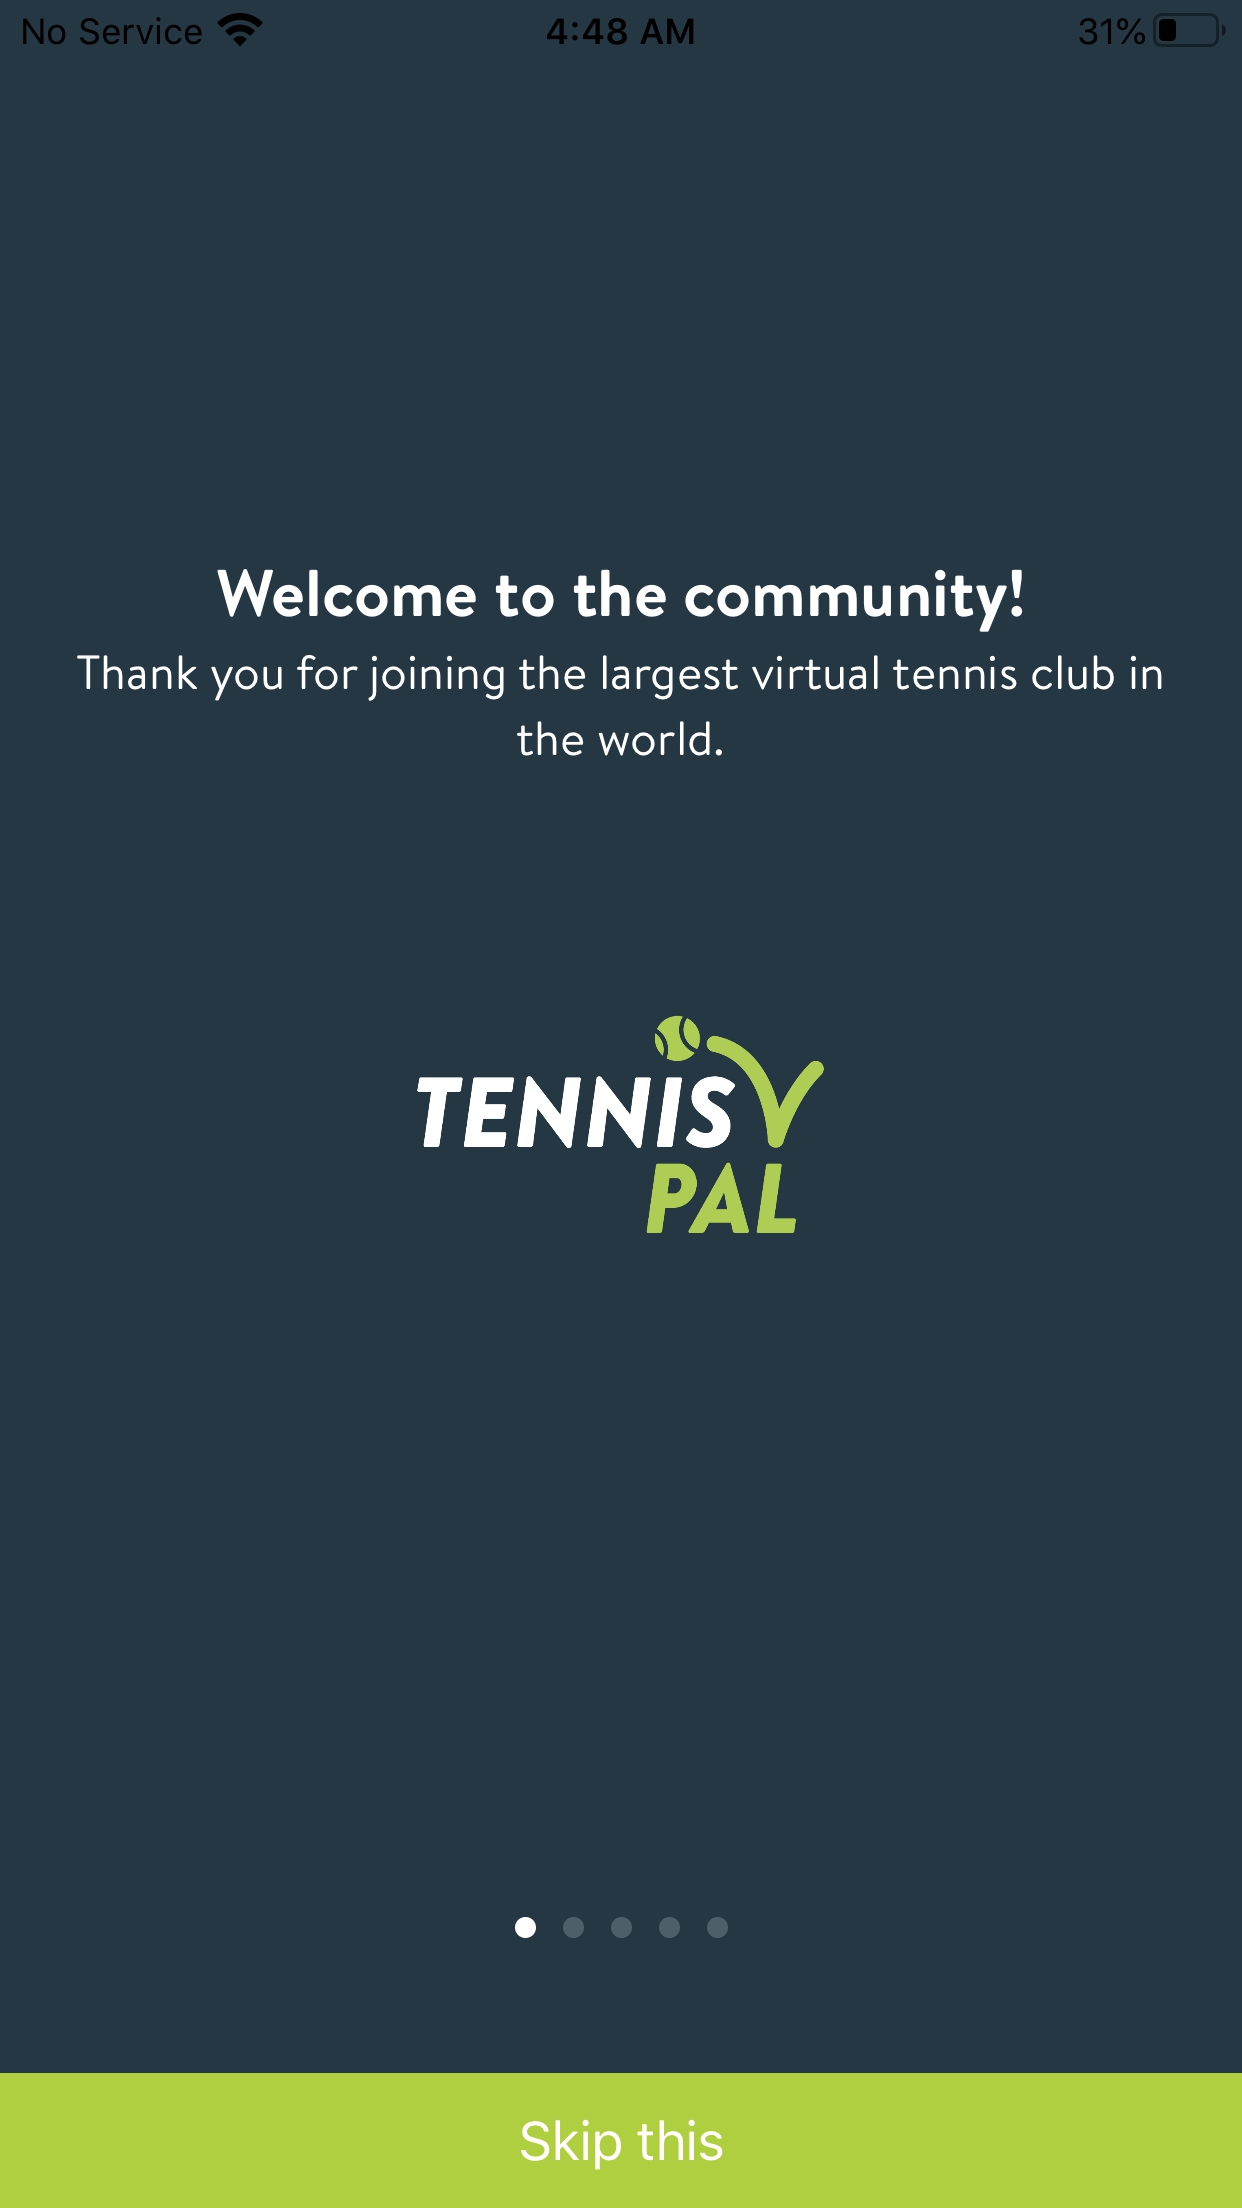 No Service 4:48 AM 31%
Welcome to the community!
Thank you for joining the largest virtual tennis club in
the world.
TENNIS
PAL
Skip this